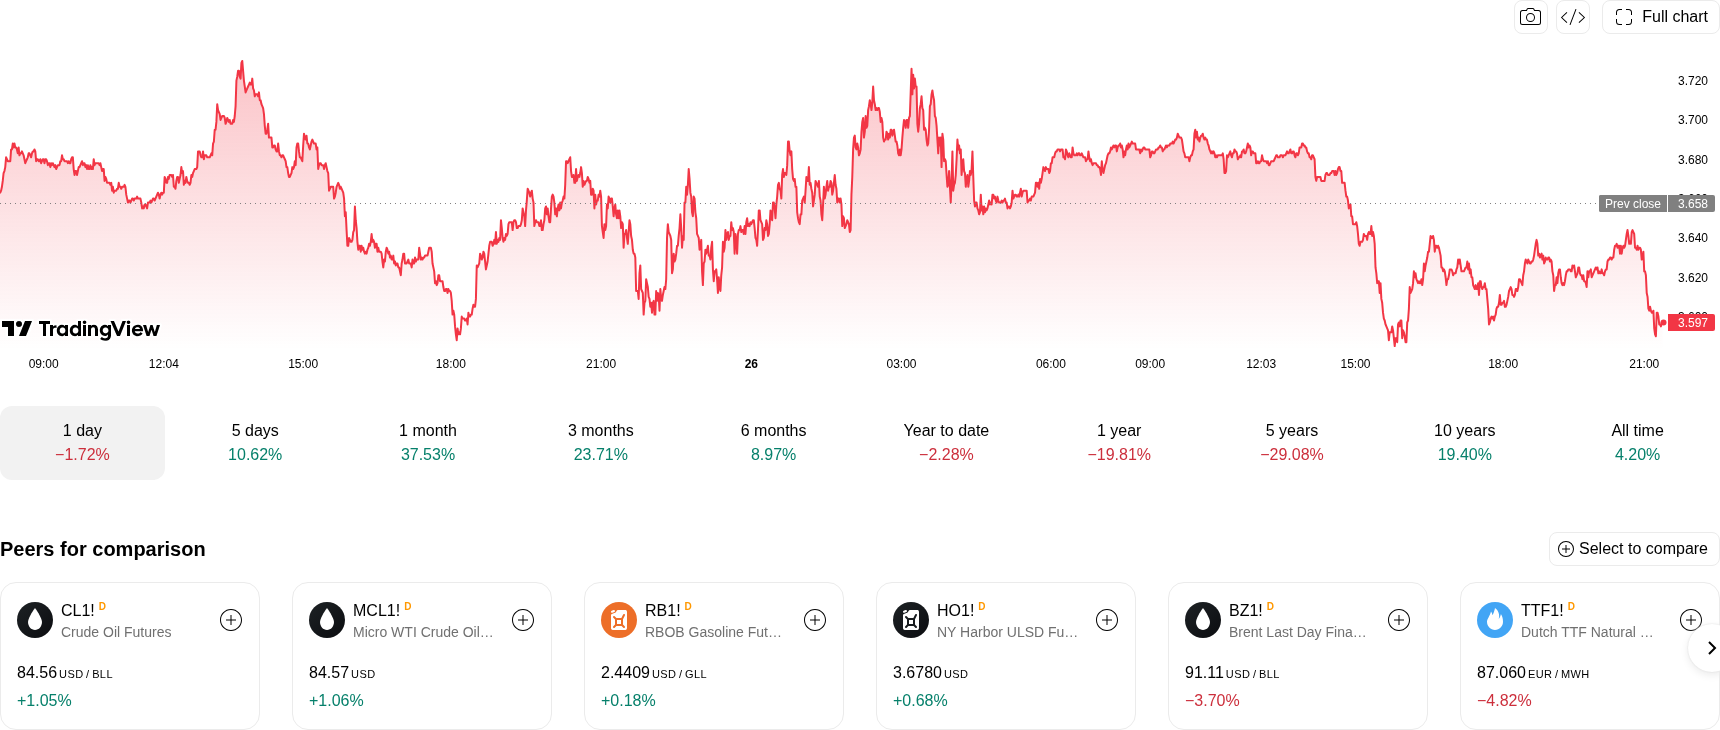 Full chart
3.720
3.700
3.680
Prev close 3.658
3.640
3.620
3.597
TradingView
09:00 12:04 15:00 18:00 21:00 26 03:00 06:00 09:00 12:03 15:00 18:00 21:00
1 day 5 days 1 month 3 months 6 months Year to date 1 year 5 years 10 years All time
−1.72% 10.62% 37.53% 23.71% 8.97% −2.28% −19.81% −29.08% 19.40% 4.20%
Peers for comparison
Select to compare
CL1! D
Crude Oil Futures
84.56 USD / BLL
+1.05%
MCL1! D
Micro WTI Crude Oil…
84.57 USD
+1.06%
RB1! D
RBOB Gasoline Fut…
2.4409 USD / GLL
+0.18%
HO1! D
NY Harbor ULSD Fu…
3.6780 USD
+0.68%
BZ1! D
Brent Last Day Fina…
91.11 USD / BLL
−3.70%
TTF1! D
Dutch TTF Natural …
87.060 EUR / MWH
−4.82%